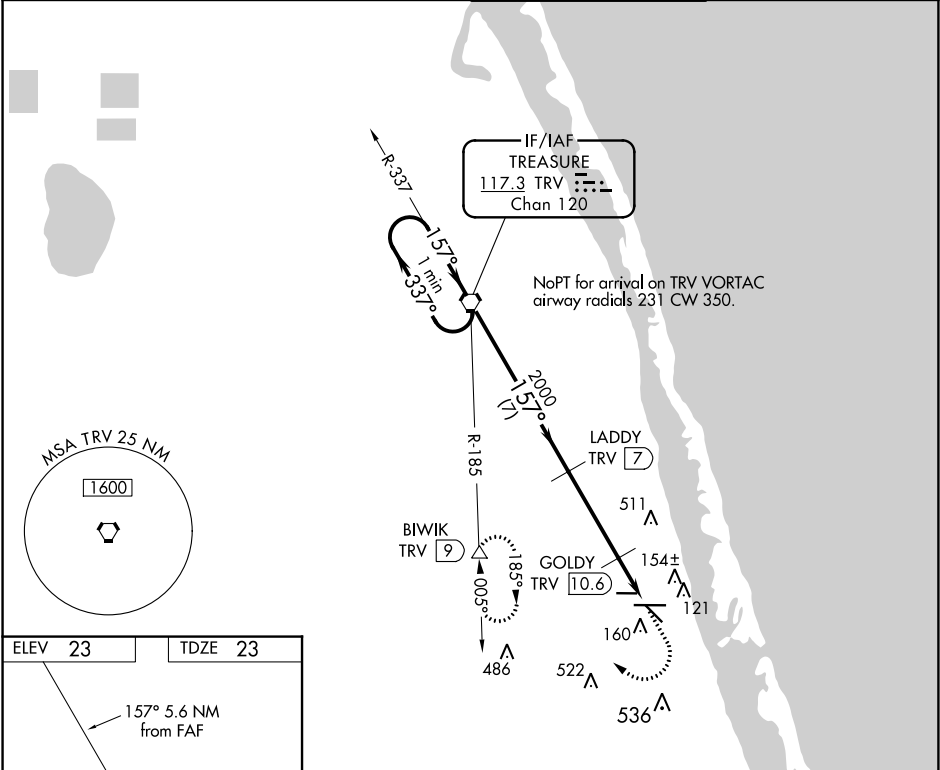 IF/IAF
TREASURE
117.3 TRV
Chan 120
R-337
157°
1 min
337°
NoPT for arrival on TRV VORTAC
airway radials 231 CW 350.
2000
157°
(7)
R-185
LADDY
TRV 7
MSA TRV 25 NM
1600
511
BIWIK
TRV 9
GOLDY
TRV 10.6
154±
121
185°
005°
160
486
522
536
ELEV 23
TDZE 23
157° 5.6 NM
from FAF